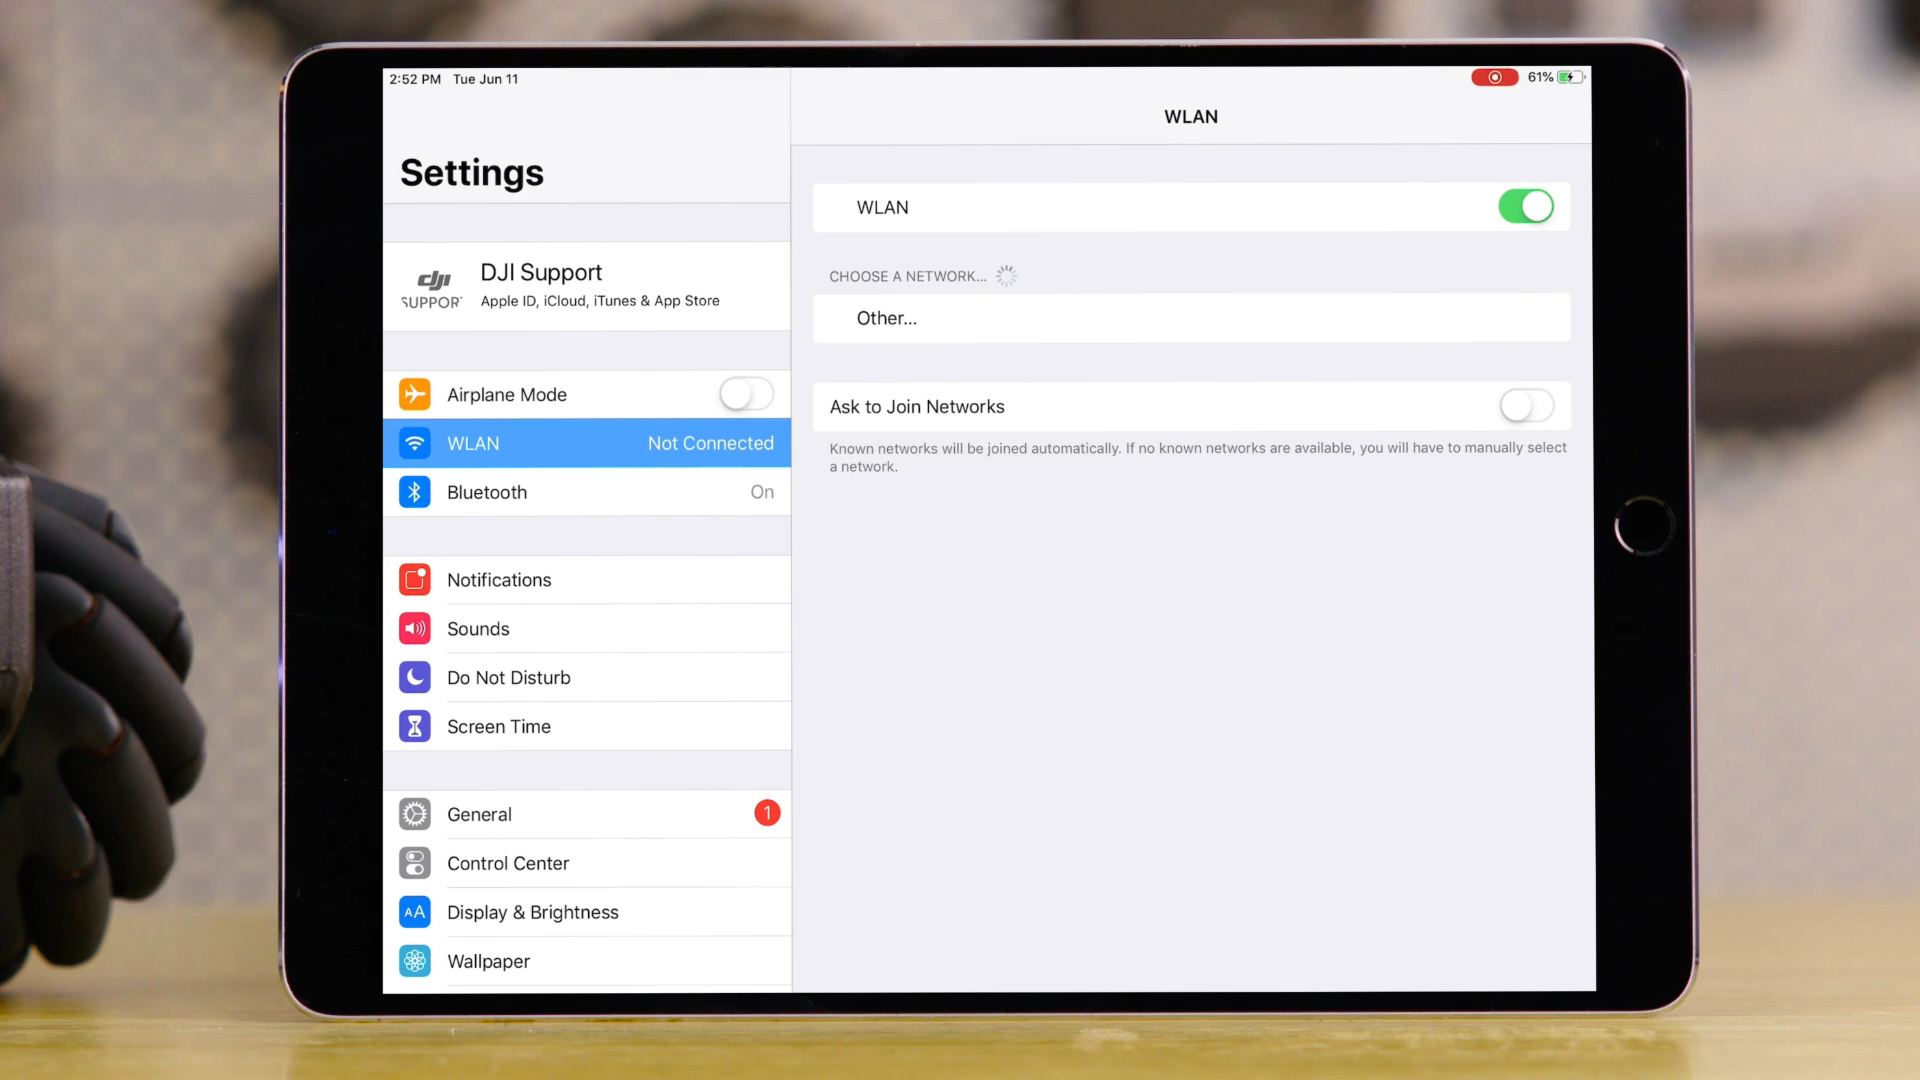 2:52 PM Tue Jun 11
61%
Settings
dji
SUPPOR
DJI Support
Apple ID, iCloud, iTunes & App Store
Airplane Mode
WLAN Not Connected
Bluetooth On
Notifications
Sounds
Do Not Disturb
Screen Time
General 1
Control Center
AA Display & Brightness
Wallpaper
WLAN
WLAN
CHOOSE A NETWORK...
Other...
Ask to Join Networks
Known networks will be joined automatically. If no known networks are available, you will have to manually select
a network.